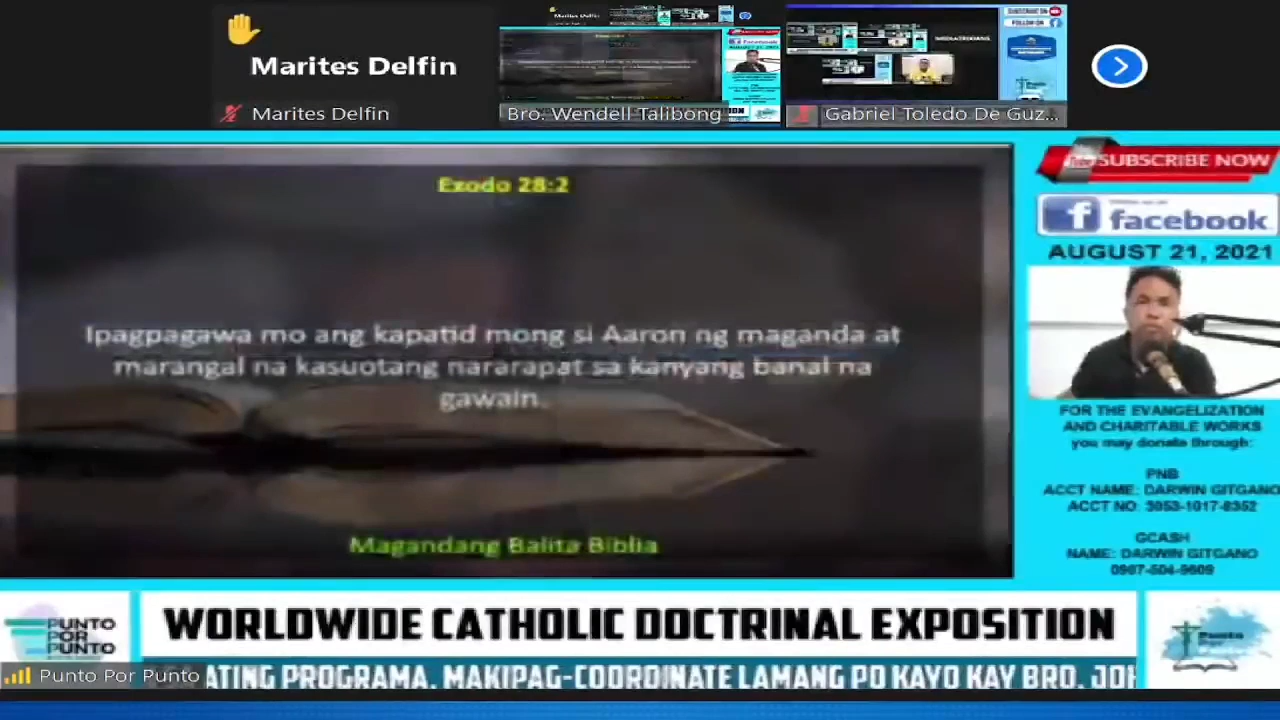 Marites Delfin
Marites Delfin
Bro. Wendell Talibong
Gabriel Toledo De Guz...
Exodo 28:2
Ipagpagawa mo ang kapatid mong si Aaron ng maganda at
marangal na kasuotang nararapat sa kanyang banal na
gawain.
Magandang Balita Biblia
SUBSCRIBE NOW
facebook
AUGUST 21, 2021
FOR THE EVANGELIZATION
AND CHARITABLE WORKS
you may donate through:
PNB
ACCT NAME: DARWIN GITGANO
ACCT NO: 3053-1017-8352
GCASH
NAME: DARWIN GITGANO
0907-504-9609
PUNTO
POR
PUNTO
WORLDWIDE CATHOLIC DOCTRINAL EXPOSITION
Punto Por Punto
ATING PROGRAMA. MAKIPAG-COORDINATE LAMANG PO KAYO KAY BRO. JOH